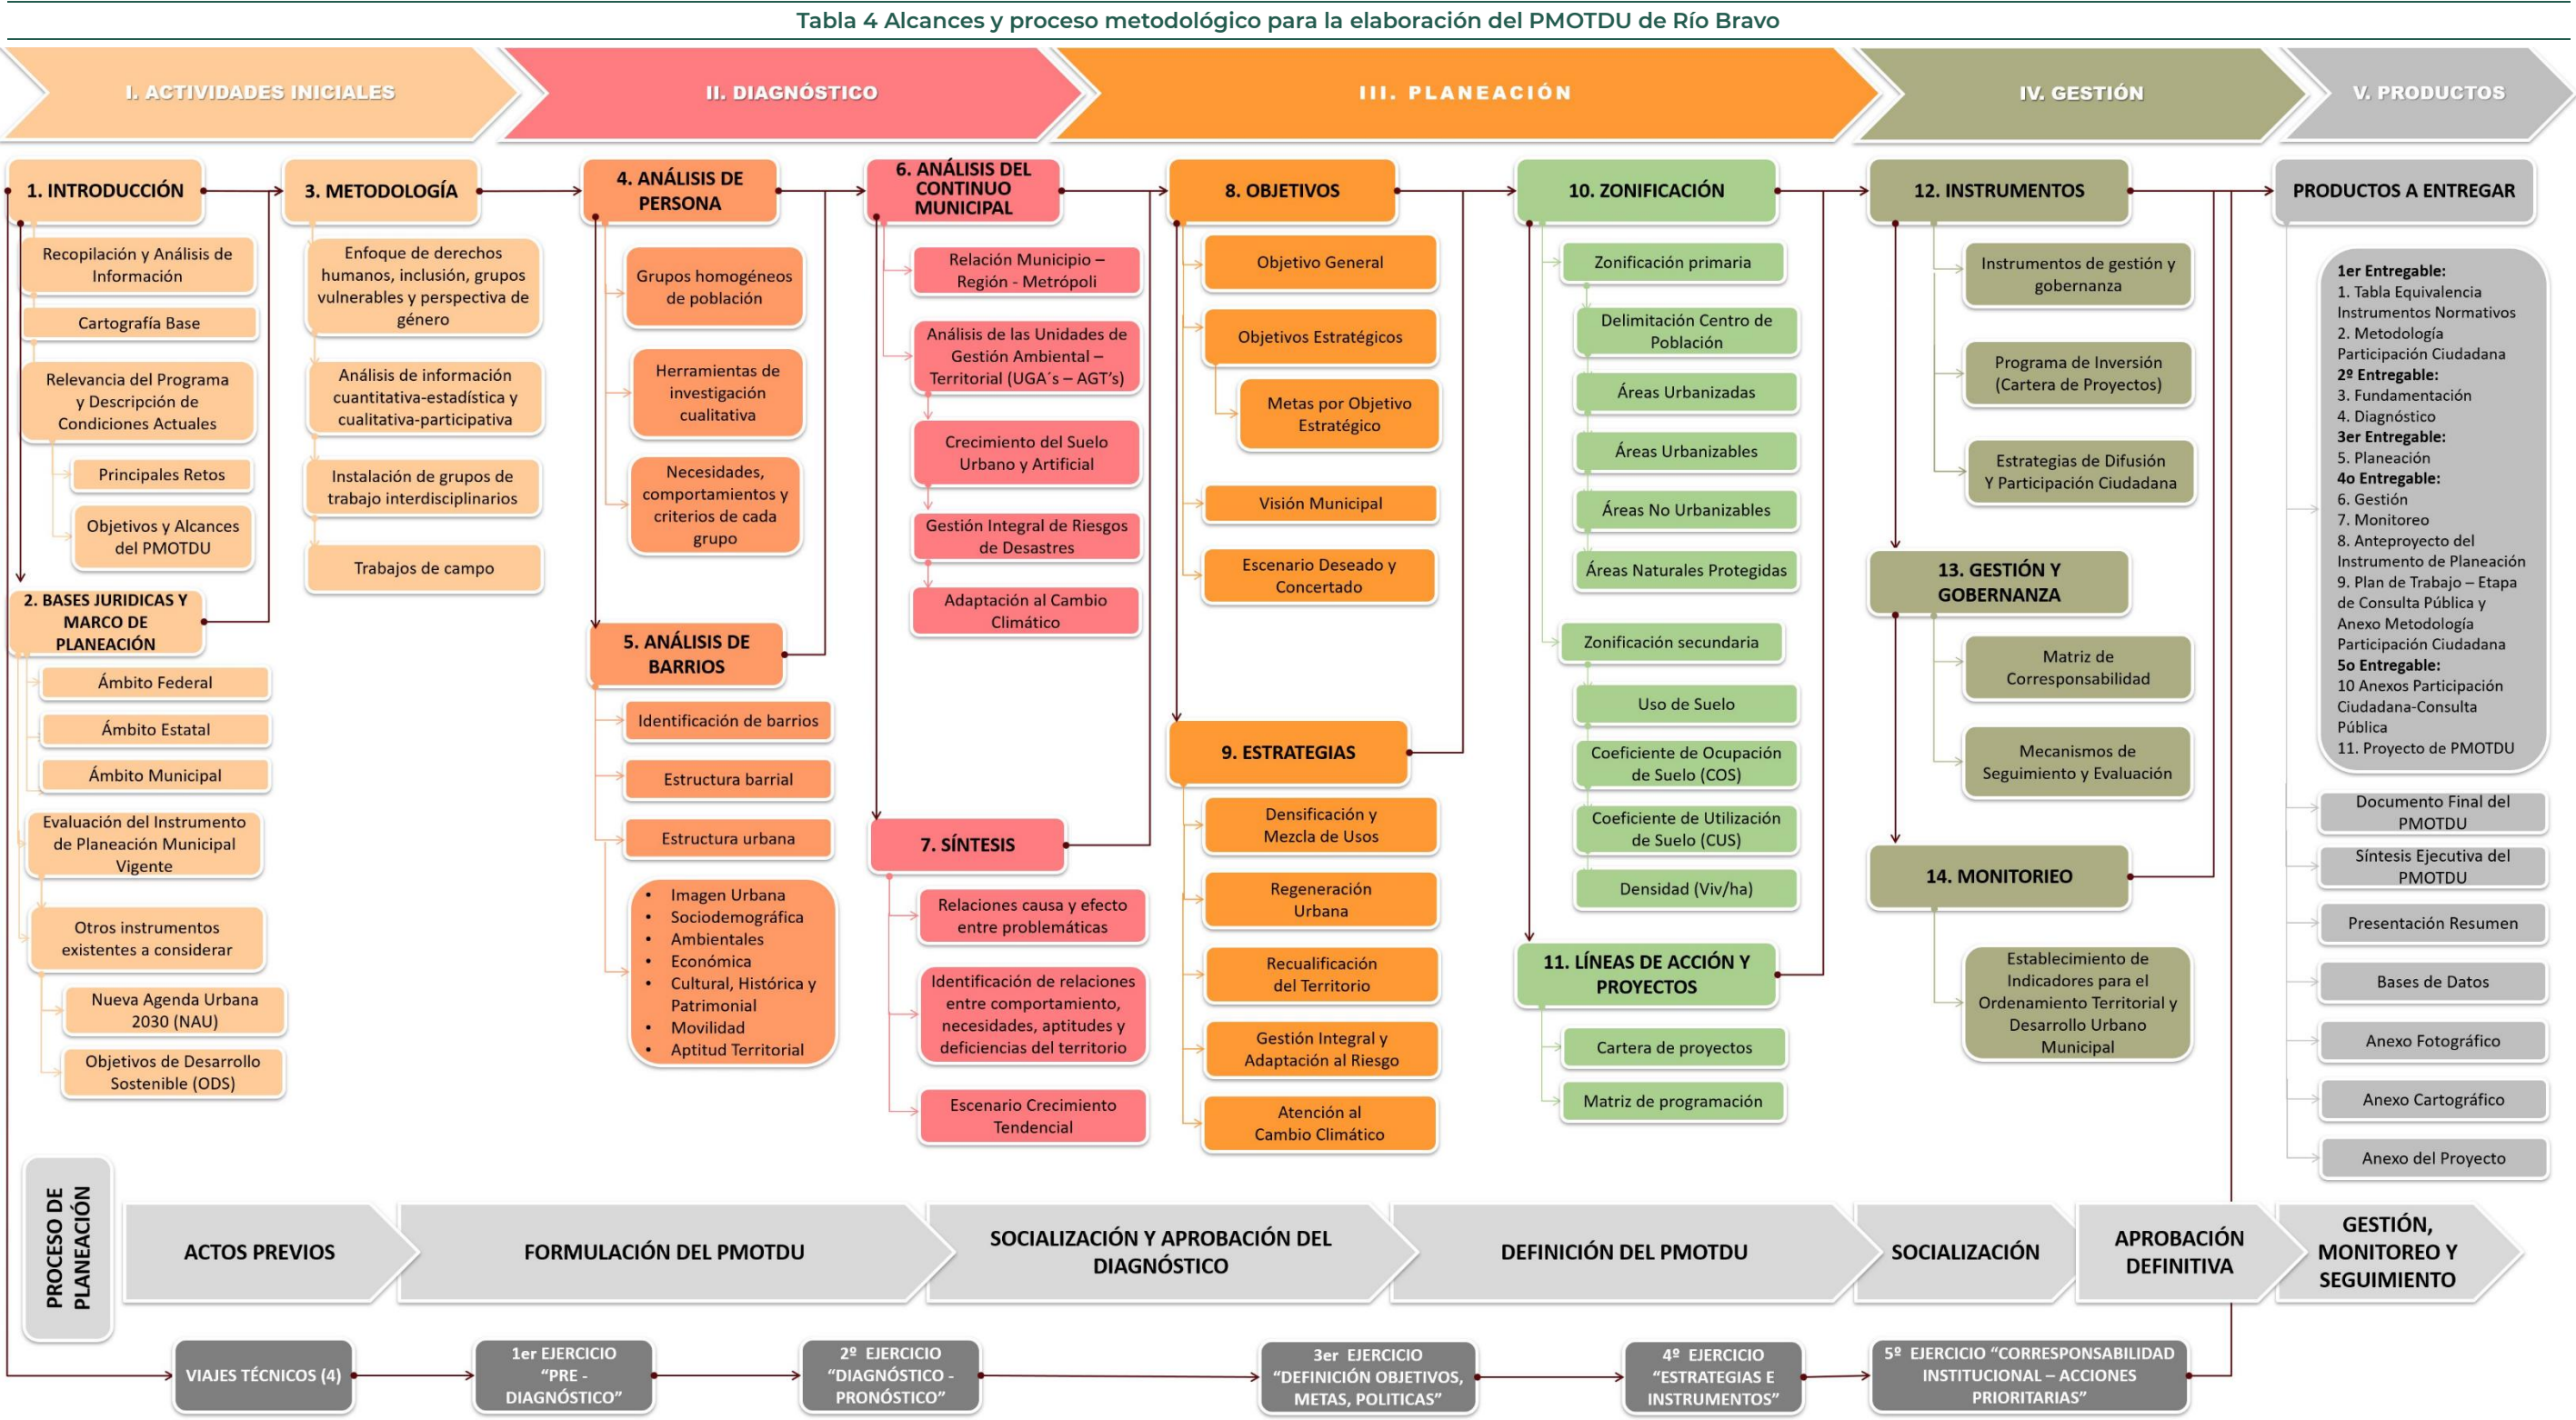 Tabla 4 Alcances y proceso metodológico para la elaboración del PMOTDU de Río Bravo
I. ACTIVIDADES INICIALES
II. DIAGNÓSTICO
III. PLANEACIÓN
IV. GESTIÓN
V. PRODUCTOS
1. INTRODUCCIÓN
Recopilación y Análisis de
Información
Cartografía Base
Relevancia del Programa
y Descripción de
Condiciones Actuales
Principales Retos
Objetivos y Alcances
del PMOTDU
2. BASES JURIDICAS Y
MARCO DE
PLANEACIÓN
Ámbito Federal
Ámbito Estatal
Ámbito Municipal
Evaluación del Instrumento
de Planeación Municipal
Vigente
Otros instrumentos
existentes a considerar
Nueva Agenda Urbana
2030 (NAU)
Objetivos de Desarrollo
Sostenible (ODS)
3. METODOLOGÍA
Enfoque de derechos
humanos, inclusión, grupos
vulnerables y perspectiva de
género
Análisis de información
cuantitativa-estadística y
cualitativa-participativa
Instalación de grupos de
trabajo interdisciplinarios
Trabajos de campo
4. ANÁLISIS DE
PERSONA
Grupos homogéneos
de población
Herramientas de
investigación
cualitativa
Necesidades,
comportamientos y
criterios de cada
grupo
5. ANÁLISIS DE
BARRIOS
Identificación de barrios
Estructura barrial
Estructura urbana
• Imagen Urbana
• Sociodemográfica
• Ambientales
• Económica
• Cultural, Histórica y
Patrimonial
• Movilidad
• Aptitud Territorial
6. ANÁLISIS DEL
CONTINUO
MUNICIPAL
Relación Municipio –
Región - Metrópoli
Análisis de las Unidades de
Gestión Ambiental –
Territorial (UGA´s – AGT’s)
Crecimiento del Suelo
Urbano y Artificial
Gestión Integral de Riesgos
de Desastres
Adaptación al Cambio
Climático
7. SÍNTESIS
Relaciones causa y efecto
entre problemáticas
Identificación de relaciones
entre comportamiento,
necesidades, aptitudes y
deficiencias del territorio
Escenario Crecimiento
Tendencial
8. OBJETIVOS
Objetivo General
Objetivos Estratégicos
Metas por Objetivo
Estratégico
Visión Municipal
Escenario Deseado y
Concertado
9. ESTRATEGIAS
Densificación y
Mezcla de Usos
Regeneración
Urbana
Recualificación
del Territorio
Gestión Integral y
Adaptación al Riesgo
Atención al
Cambio Climático
10. ZONIFICACIÓN
Zonificación primaria
Delimitación Centro de
Población
Áreas Urbanizadas
Áreas Urbanizables
Áreas No Urbanizables
Áreas Naturales Protegidas
Zonificación secundaria
Uso de Suelo
Coeficiente de Ocupación
de Suelo (COS)
Coeficiente de Utilización
de Suelo (CUS)
Densidad (Viv/ha)
11. LÍNEAS DE ACCIÓN Y
PROYECTOS
Cartera de proyectos
Matriz de programación
12. INSTRUMENTOS
Instrumentos de gestión y
gobernanza
Programa de Inversión
(Cartera de Proyectos)
Estrategias de Difusión
Y Participación Ciudadana
13. GESTIÓN Y
GOBERNANZA
Matriz de
Corresponsabilidad
Mecanismos de
Seguimiento y Evaluación
14. MONITORIEO
Establecimiento de
Indicadores para el
Ordenamiento Territorial y
Desarrollo Urbano
Municipal
PRODUCTOS A ENTREGAR
1er Entregable:
1. Tabla Equivalencia
Instrumentos Normativos
2. Metodología
Participación Ciudadana
2º Entregable:
3. Fundamentación
4. Diagnóstico
3er Entregable:
5. Planeación
4o Entregable:
6. Gestión
7. Monitoreo
8. Anteproyecto del
Instrumento de Planeación
9. Plan de Trabajo – Etapa
de Consulta Pública y
Anexo Metodología
Participación Ciudadana
5o Entregable:
10 Anexos Participación
Ciudadana-Consulta
Pública
11. Proyecto de PMOTDU
Documento Final del
PMOTDU
Síntesis Ejecutiva del
PMOTDU
Presentación Resumen
Bases de Datos
Anexo Fotográfico
Anexo Cartográfico
Anexo del Proyecto
PROCESO DE
PLANEACIÓN
ACTOS PREVIOS
FORMULACIÓN DEL PMOTDU
SOCIALIZACIÓN Y APROBACIÓN DEL
DIAGNÓSTICO
DEFINICIÓN DEL PMOTDU
SOCIALIZACIÓN
APROBACIÓN
DEFINITIVA
GESTIÓN,
MONITOREO Y
SEGUIMIENTO
VIAJES TÉCNICOS (4)
1er EJERCICIO
“PRE -
DIAGNÓSTICO”
2º EJERCICIO
“DIAGNÓSTICO -
PRONÓSTICO”
3er EJERCICIO
“DEFINICIÓN OBJETIVOS,
METAS, POLITICAS”
4º EJERCICIO
“ESTRATEGIAS E
INSTRUMENTOS”
5º EJERCICIO “CORRESPONSABILIDAD
INSTITUCIONAL – ACCIONES
PRIORITARIAS”